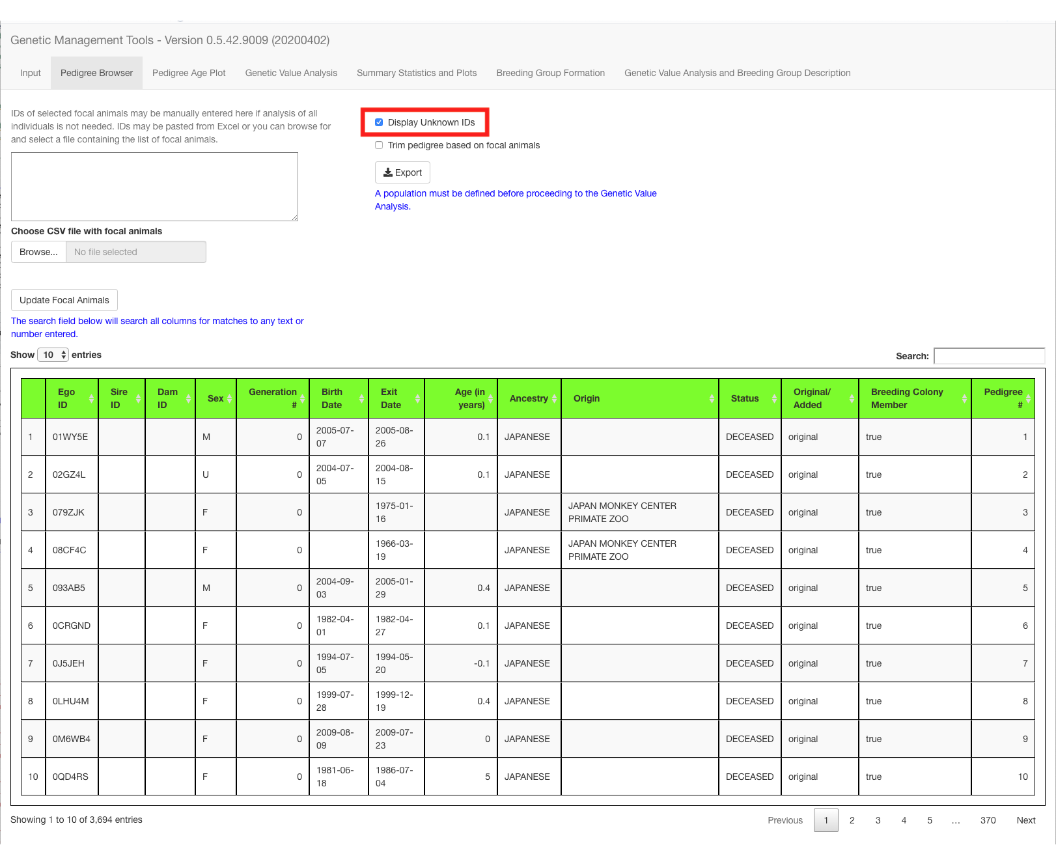 Genetic Management Tools - Version 0.5.42.9009 (20200402)
Input Pedigree Browser Pedigree Age Plot Genetic Value Analysis Summary Statistics and Plots Breeding Group Formation Genetic Value Analysis and Breeding Group Description
IDs of selected focal animals may be manually entered here if analysis of all
individuals is not needed. IDs may be pasted from Excel or you can browse for
and select a file containing the list of focal animals.
Choose CSV file with focal animals
Browse... No file selected
Update Focal Animals
The search field below will search all columns for matches to any text or
number entered.
Display Unknown IDs
Trim pedigree based on focal animals
Export
A population must be defined before proceeding to the Genetic Value
Analysis.
Show 10 entries
Search:
Ego ID Sire ID Dam ID Sex Generation # Birth Date Exit Date Age (in years) Ancestry Origin Status Original/ Added Breeding Colony Member Pedigree #
1 01WY5E M 0 2005-07-07 2005-08-26 0.1 JAPANESE DECEASED original true 1
2 02GZ4L U 0 2004-07-05 2004-08-15 0.1 JAPANESE DECEASED original true 2
3 079ZJK F 0 1975-01-16 JAPANESE JAPAN MONKEY CENTER PRIMATE ZOO DECEASED original true 3
4 08CF4C F 0 1966-03-19 JAPANESE JAPAN MONKEY CENTER PRIMATE ZOO DECEASED original true 4
5 093AB5 M 0 2004-09-03 2005-01-29 0.4 JAPANESE DECEASED original true 5
6 0CRGND F 0 1982-04-01 1982-04-27 0.1 JAPANESE DECEASED original true 6
7 0J5JEH F 0 1994-07-05 1994-05-20 -0.1 JAPANESE DECEASED original true 7
8 0LHU4M F 0 1999-07-28 1999-12-19 0.4 JAPANESE DECEASED original true 8
9 0M6WB4 F 0 2009-08-09 2009-07-23 0 JAPANESE DECEASED original true 9
10 0QD4RS F 0 1981-06-18 1986-07-04 5 JAPANESE DECEASED original true 10
Showing 1 to 10 of 3,694 entries
Previous 1 2 3 4 5 ... 370 Next